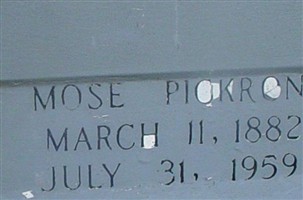 MOSE PICKRON
MARCH 11, 1882
JULY 31, 1959